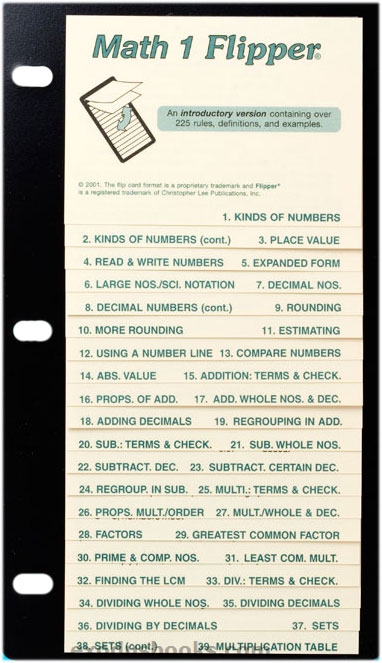 Math 1 Flipper®
An introductory version containing over
225 rules, definitions, and examples.
© 2001. The flip card format is a proprietary trademark and Flipper®
is a registered trademark of Christopher Lee Publications, Inc.
1. KINDS OF NUMBERS
2. KINDS OF NUMBERS (cont.) 3. PLACE VALUE
4. READ & WRITE NUMBERS 5. EXPANDED FORM
6. LARGE NOS./SCI. NOTATION 7. DECIMAL NOS.
8. DECIMAL NUMBERS (cont.) 9. ROUNDING
10. MORE ROUNDING 11. ESTIMATING
12. USING A NUMBER LINE 13. COMPARE NUMBERS
14. ABS. VALUE 15. ADDITION: TERMS & CHECK.
16. PROPS. OF ADD. 17. ADD. WHOLE NOS. & DEC.
18. ADDING DECIMALS 19. REGROUPING IN ADD.
20. SUB.: TERMS & CHECK. 21. SUB. WHOLE NOS.
22. SUBTRACT. DEC. 23. SUBTRACT. CERTAIN DEC.
24. REGROUP. IN SUB. 25. MULTI.: TERMS & CHECK.
26. PROPS. MULT./ORDER 27. MULT./WHOLE & DEC.
28. FACTORS 29. GREATEST COMMON FACTOR
30. PRIME & COMP. NOS. 31. LEAST COM. MULT.
32. FINDING THE LCM 33. DIV.: TERMS & CHECK.
34. DIVIDING WHOLE NOS. 35. DIVIDING DECIMALS
36. DIVIDING BY DECIMALS 37. SETS
38. SETS (cont.) 39. MULTIPLICATION TABLE